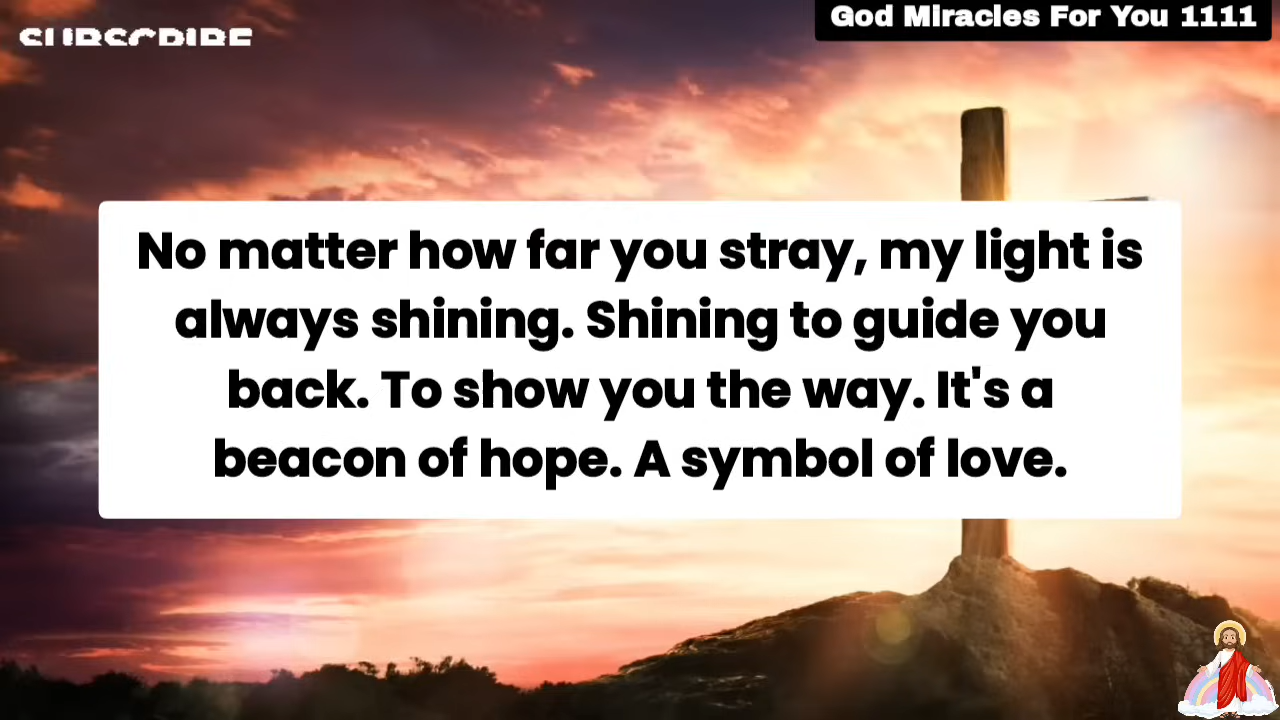 God Miracles For You 1111
No matter how far you stray, my light is
always shining. Shining to guide you
back. To show you the way. It's a
beacon of hope. A symbol of love.